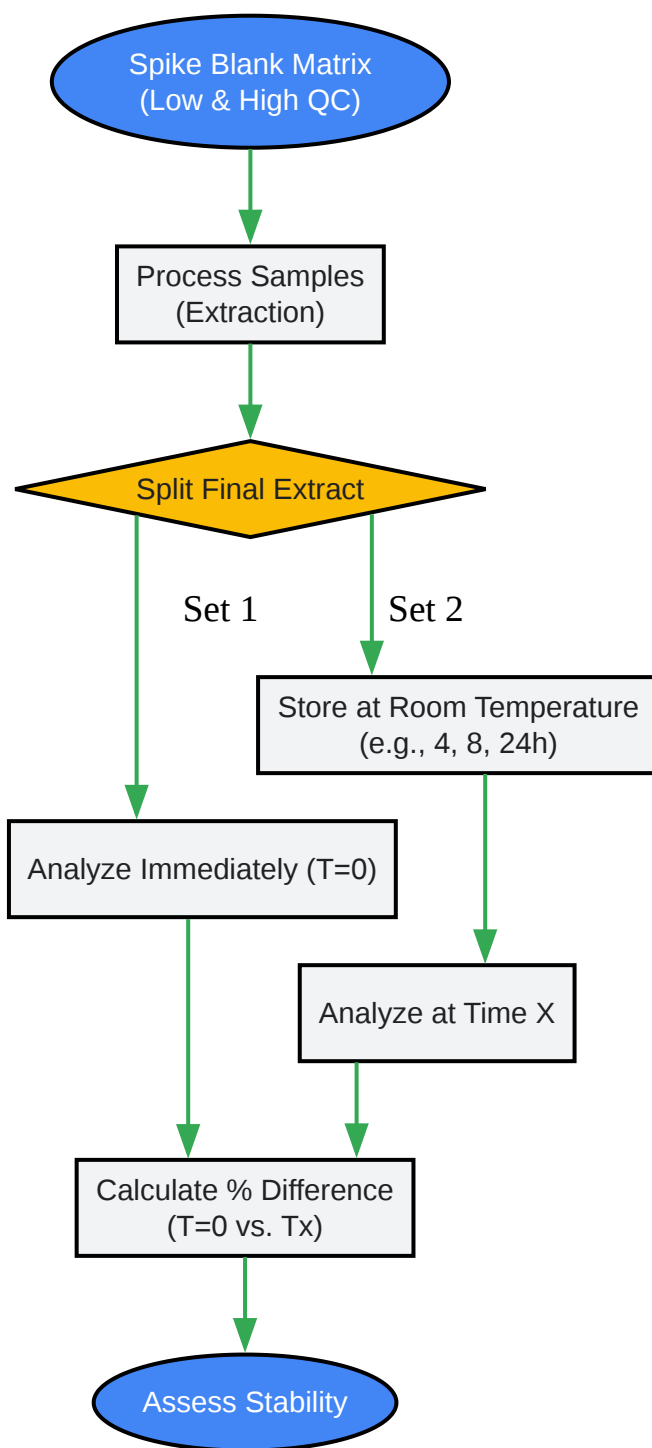 Spike Blank Matrix
(Low & High QC)
Process Samples
(Extraction)
Split Final Extract
Set 1
Set 2
Store at Room Temperature
(e.g., 4, 8, 24h)
Analyze Immediately (T=0)
Analyze at Time X
Calculate % Difference
(T=0 vs. Tx)
Assess Stability